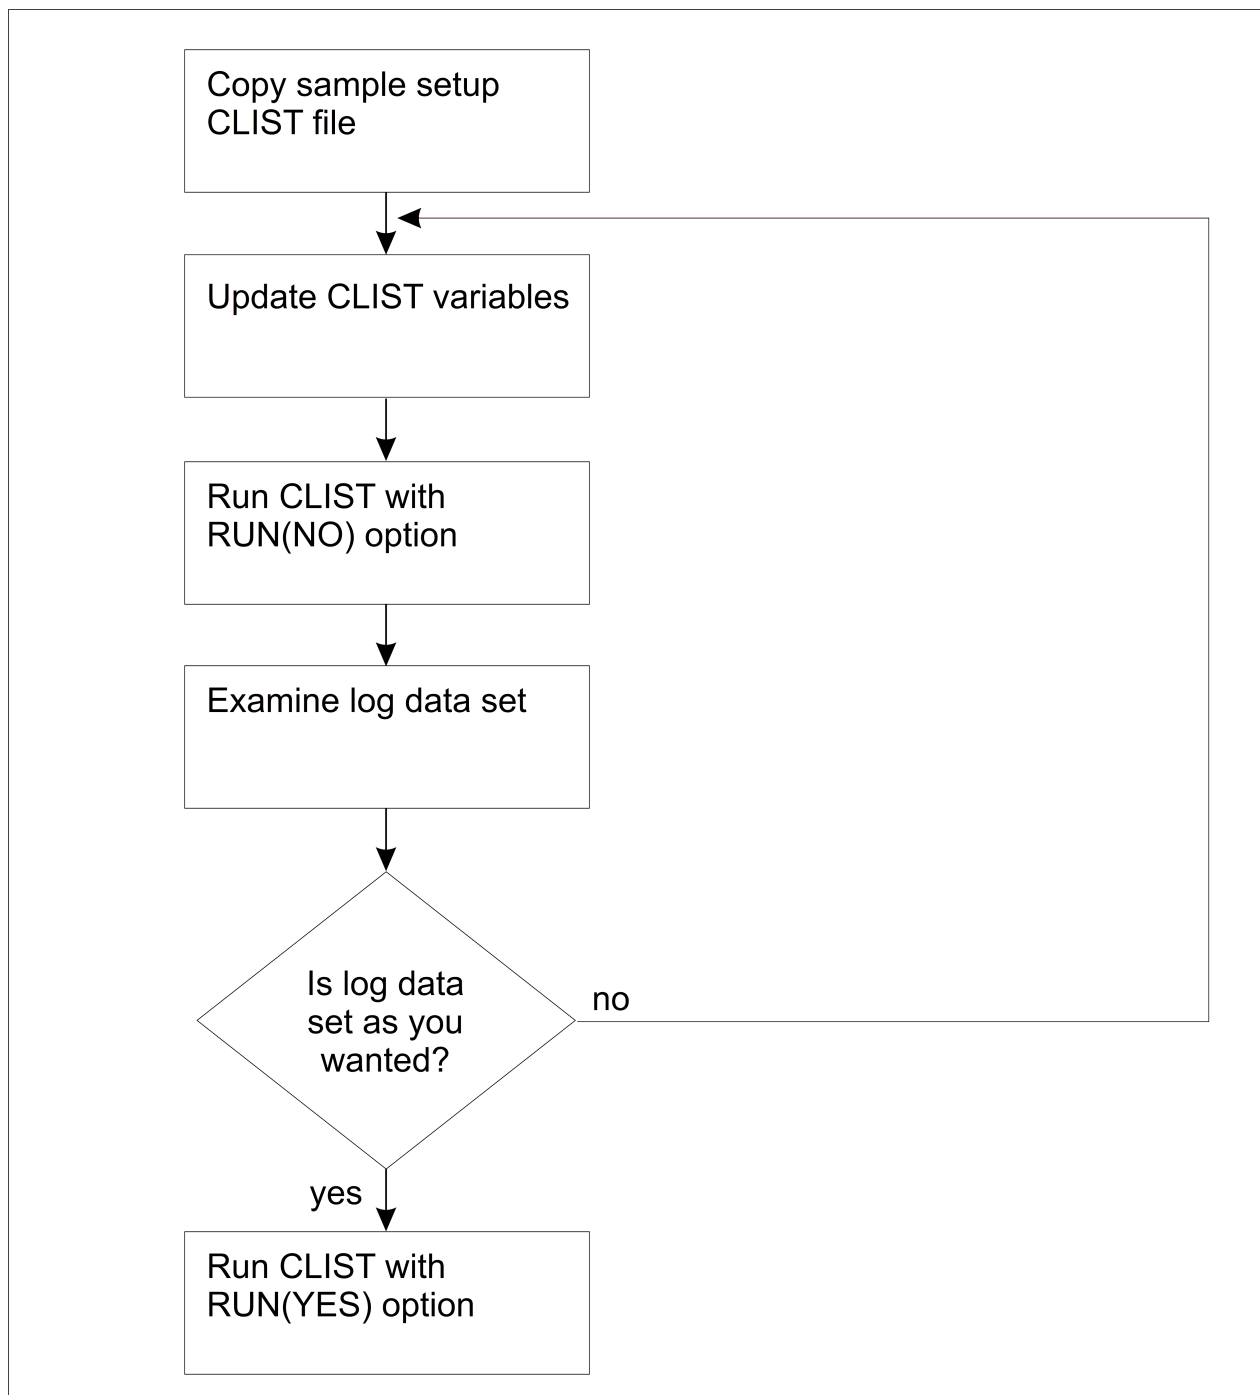 Copy sample setup
CLIST file
Update CLIST variables
Run CLIST with
RUN(NO) option
Examine log data set
Is log data
set as you
wanted?
no
yes
Run CLIST with
RUN(YES) option